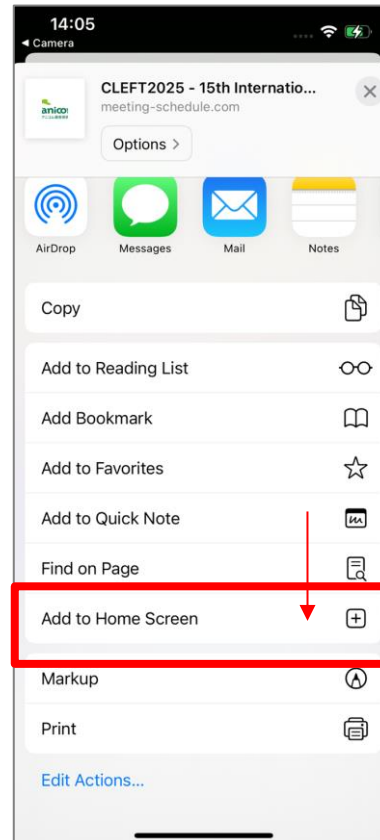 14:05
Camera
CLEFT2025 - 15th Internatio...
meeting-schedule.com
anicom
Options >
AirDrop
Messages
Mail
Notes
Copy
Add to Reading List
Add Bookmark
Add to Favorites
Add to Quick Note
Find on Page
Add to Home Screen
Markup
Print
Edit Actions...